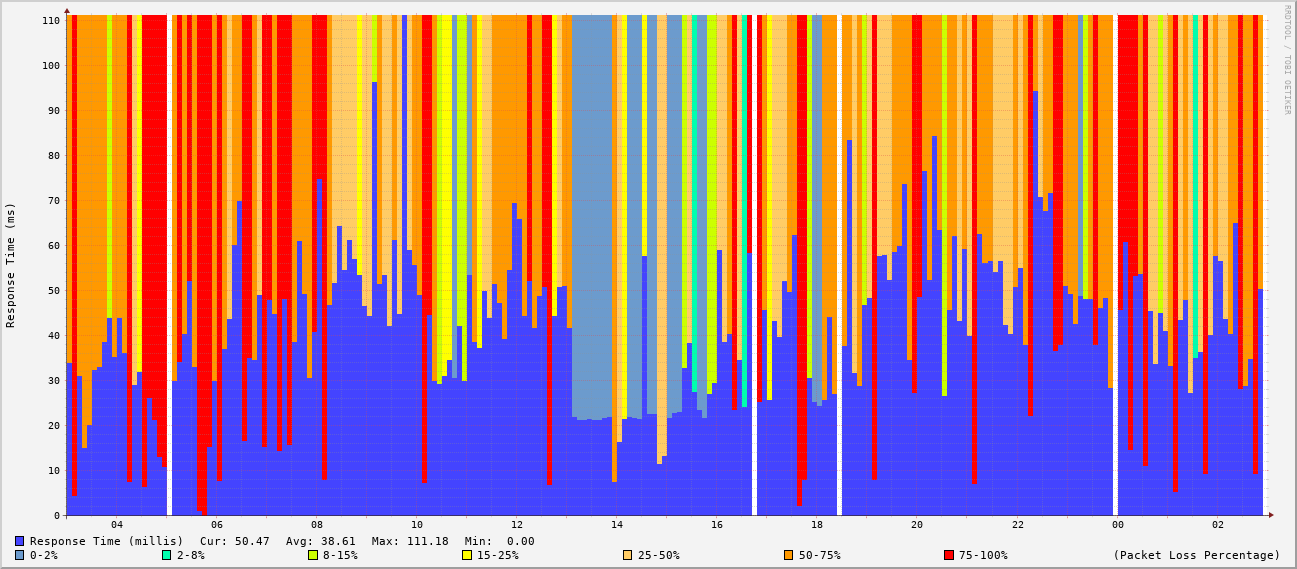 RRDTOOL / TOBI OETIKER
Response Time (ms)
110
100
90
80
70
60
50
40
30
20
10
0
04 06 08 10 12 14 16 18 20 22 00 02
Response Time (millis) Cur: 50.47 Avg: 38.61 Max: 111.18 Min: 0.00
0-2% 2-8% 8-15% 15-25% 25-50% 50-75% 75-100% (Packet Loss Percentage)